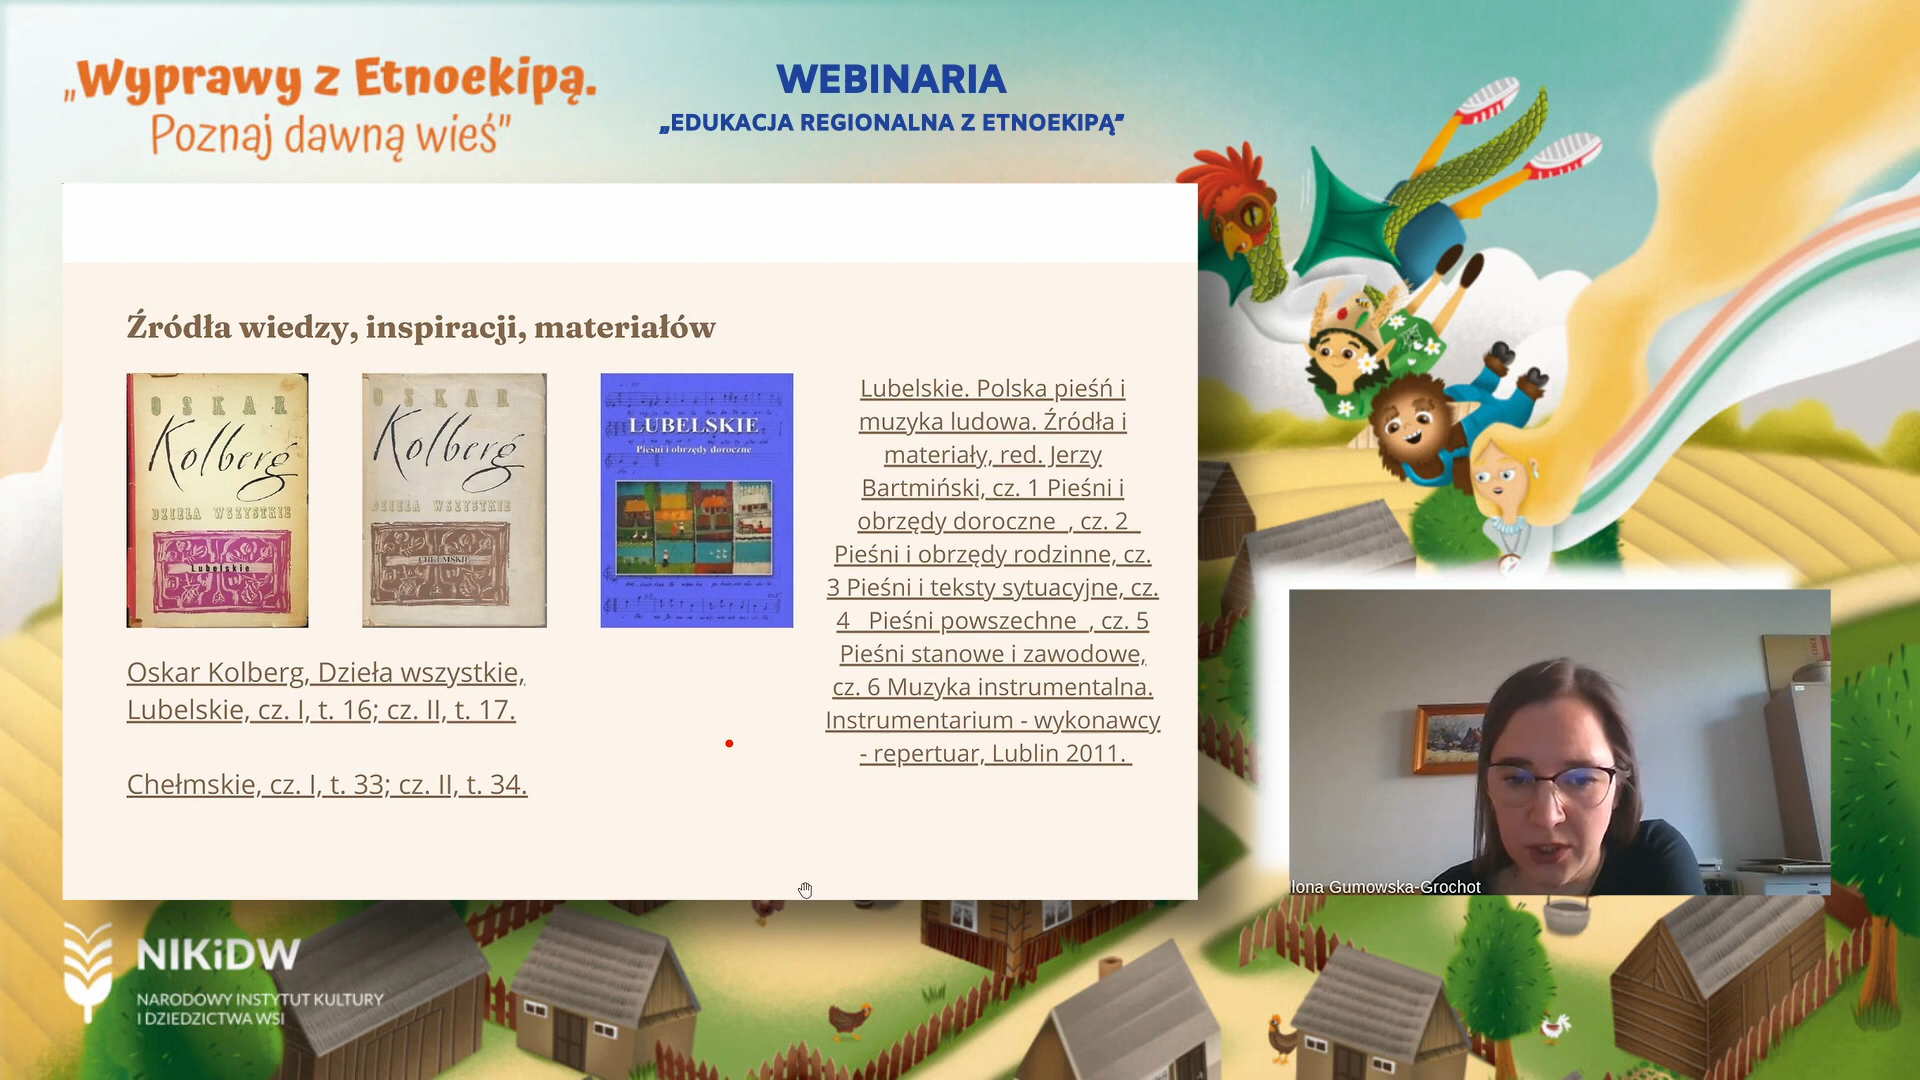 „Wyprawy z Etnoekipą.
Poznaj dawną wieś”
WEBINARIA
„EDUKACJA REGIONALNA Z ETNOEKIPĄ”
Źródła wiedzy, inspiracji, materiałów
OSKAR
Kolberg
DZIEŁA WSZYSTKIE
Lubelskie
OSKAR
Kolberg
DZIEŁA WSZYSTKIE
CHEŁMSKIE
LUBELSKIE
Pieśni i obrzędy doroczne
Oskar Kolberg, Dzieła wszystkie,
Lubelskie, cz. I, t. 16; cz. II, t. 17.
Chełmskie, cz. I, t. 33; cz. II, t. 34.
Lubelskie. Polska pieśń i
muzyka ludowa. Źródła i
materiały, red. Jerzy
Bartmiński, cz. 1 Pieśni i
obrzędy doroczne , cz. 2
Pieśni i obrzędy rodzinne, cz.
3 Pieśni i teksty sytuacyjne, cz.
4 Pieśni powszechne , cz. 5
Pieśni stanowe i zawodowe,
cz. 6 Muzyka instrumentalna.
Instrumentarium - wykonawcy
- repertuar, Lublin 2011.
Ilona Gumowska-Grochot
NIKiDW
NARODOWY INSTYTUT KULTURY
I DZIEDZICTWA WSI